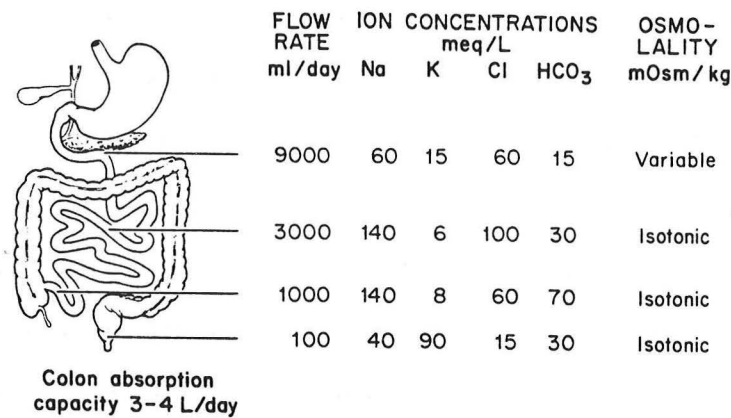 FLOW ION CONCENTRATIONS OSMO-
RATE meq/L LALITY
ml/day Na K Cl HCO3 mOsm/kg
9000 60 15 60 15 Variable
3000 140 6 100 30 Isotonic
1000 140 8 60 70 Isotonic
100 40 90 15 30 Isotonic
Colon absorption
capacity 3-4 L/day